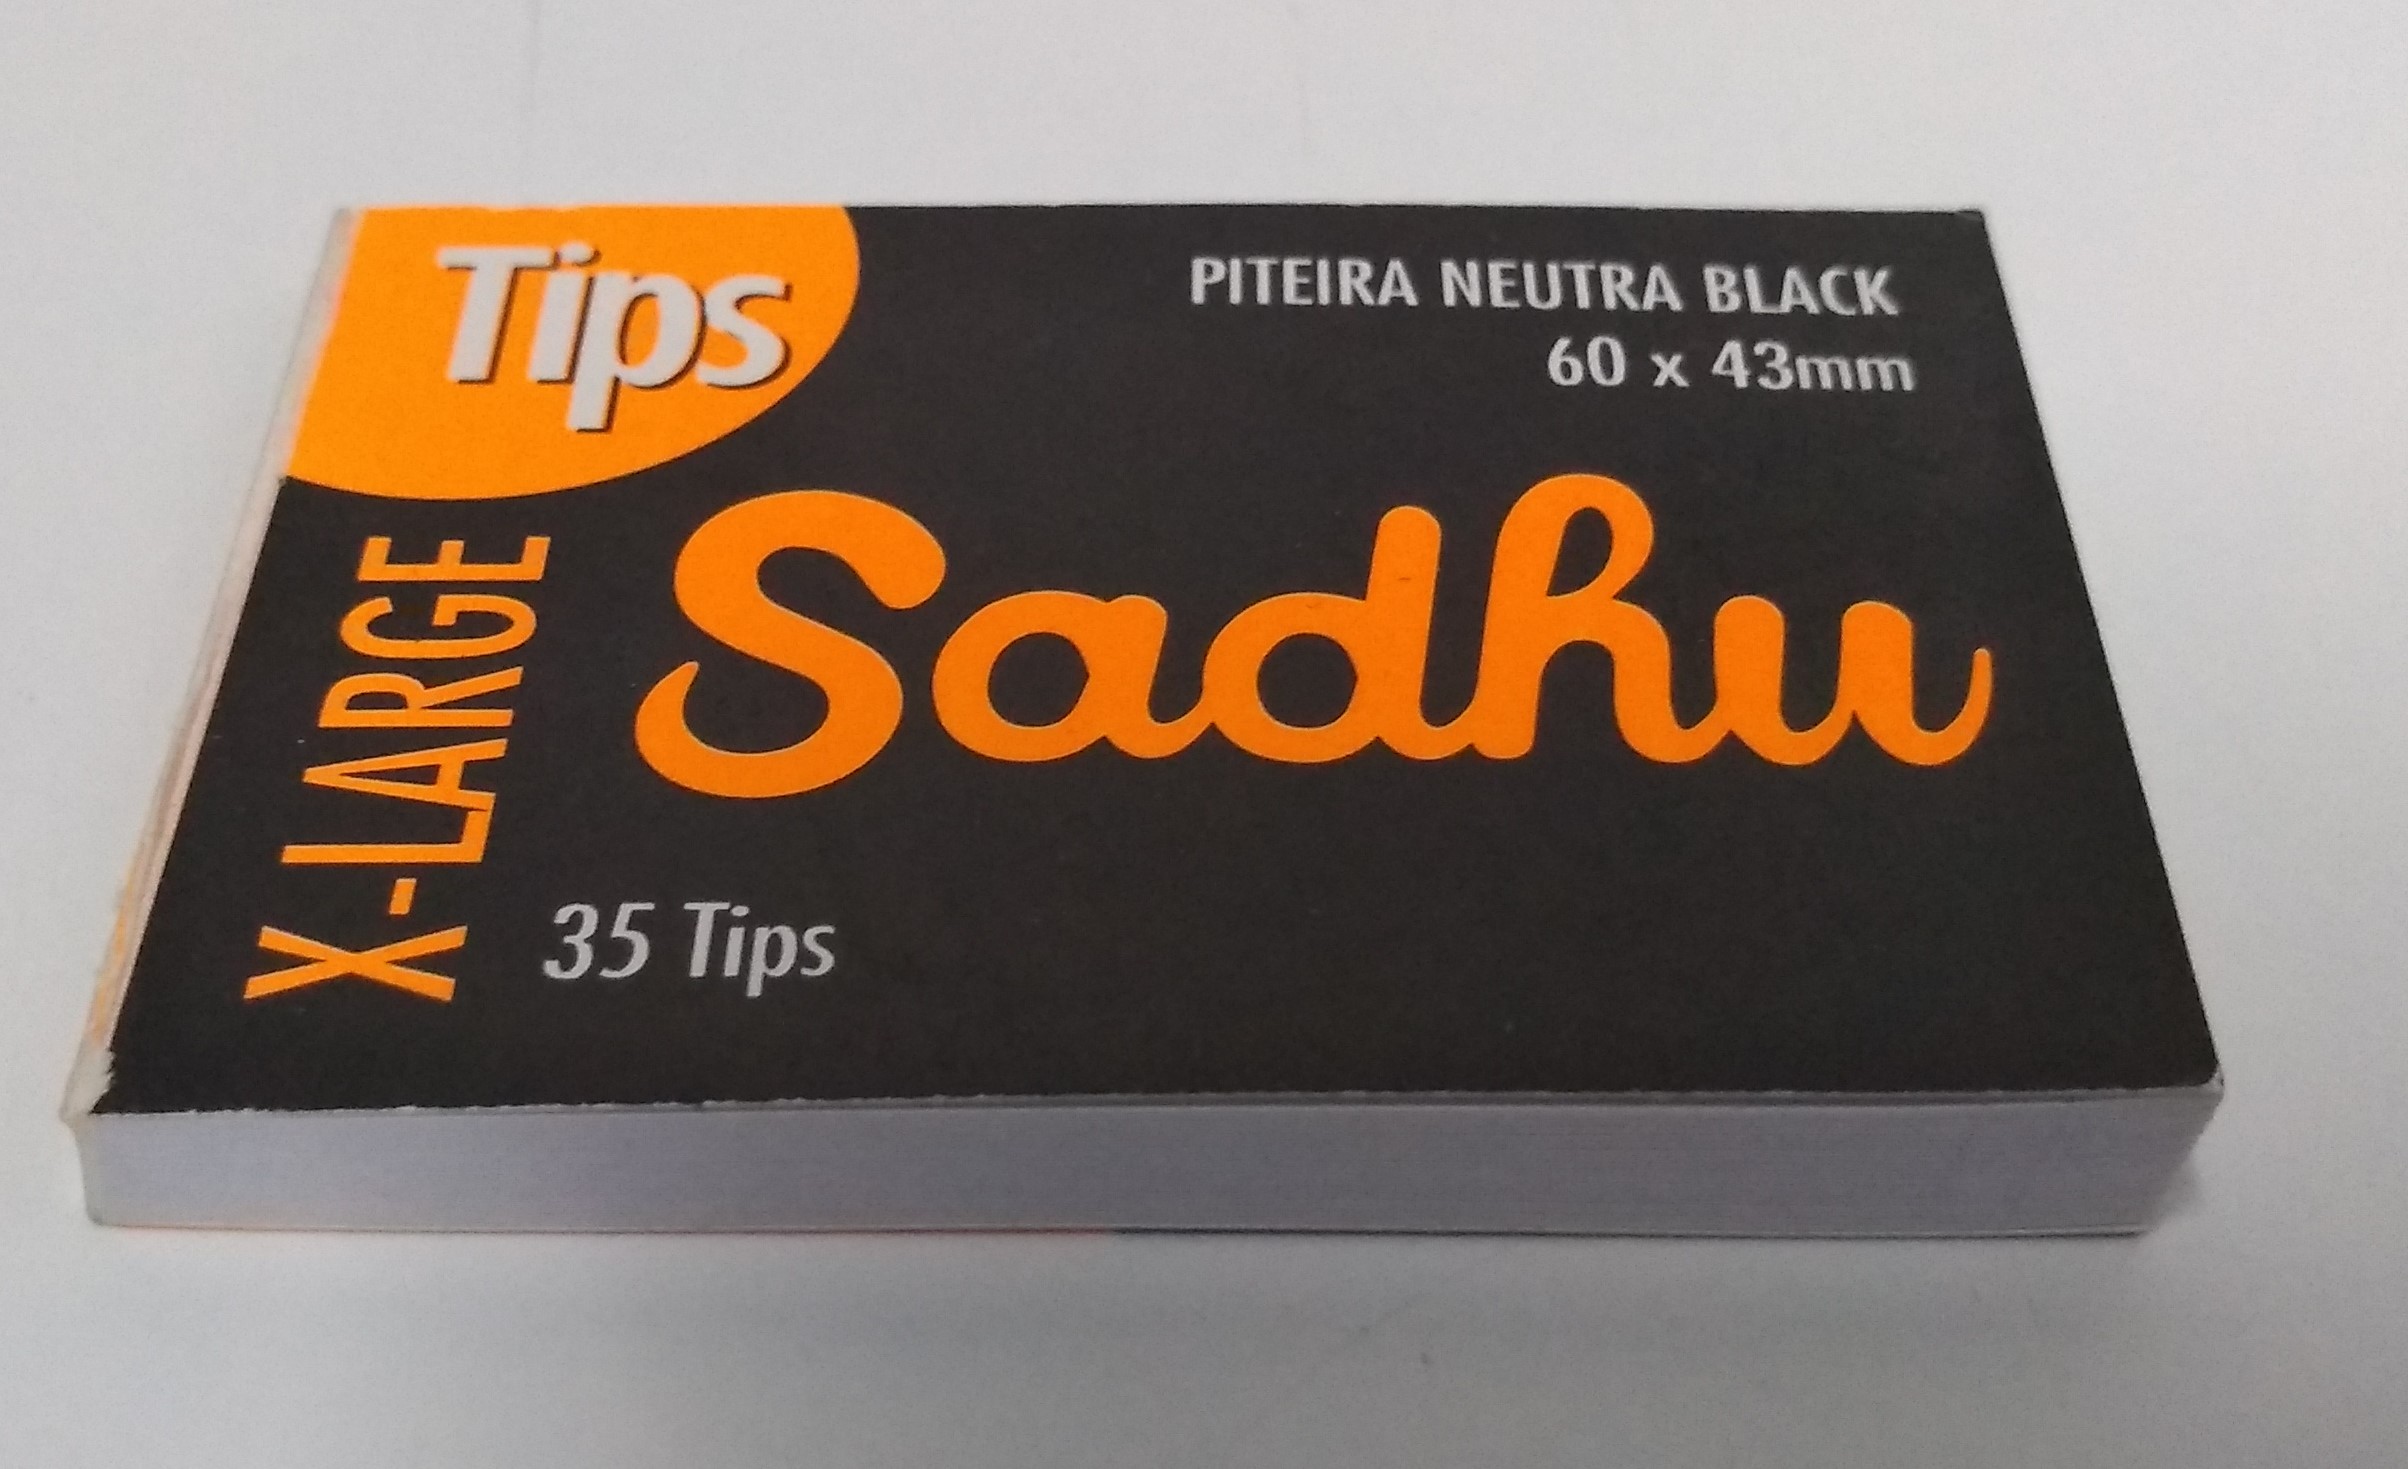 Tips
PITEIRA NEUTRA BLACK
60 x 43mm
X-LARGE
Sadhu
35 Tips